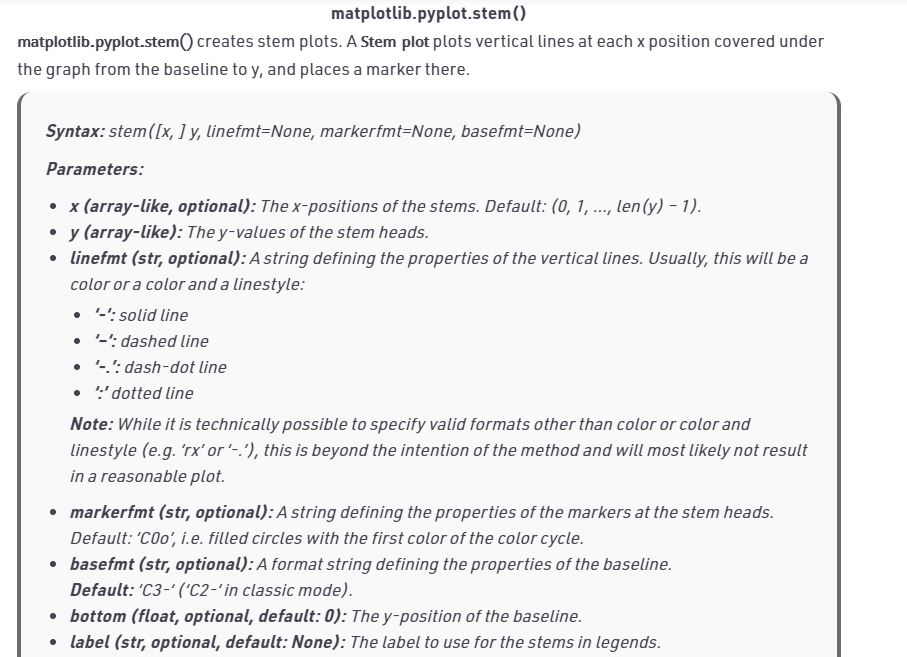 matplotlib.pyplot.stem()
matplotlib.pyplot.stem() creates stem plots. A Stem plot plots vertical lines at each x position covered under
the graph from the baseline to y, and places a marker there.
Syntax: stem([x, ] y, linefmt=None, markerfmt=None, basefmt=None)
Parameters:
• x (array-like, optional): The x-positions of the stems. Default: (0, 1, …, len(y) – 1).
• y (array-like): The y-values of the stem heads.
• linefmt (str, optional): A string defining the properties of the vertical lines. Usually, this will be a
color or a color and a linestyle:
• ‘-‘: solid line
• ‘–‘: dashed line
• ‘-.’: dash-dot line
• ‘:’ dotted line
Note: While it is technically possible to specify valid formats other than color or color and
linestyle (e.g. ‘rx’ or ‘-.’), this is beyond the intention of the method and will most likely not result
in a reasonable plot.
• markerfmt (str, optional): A string defining the properties of the markers at the stem heads.
Default: ‘C0o’, i.e. filled circles with the first color of the color cycle.
• basefmt (str, optional): A format string defining the properties of the baseline.
Default: ‘C3-‘ (‘C2-‘ in classic mode).
• bottom (float, optional, default: 0): The y-position of the baseline.
• label (str, optional, default: None): The label to use for the stems in legends.